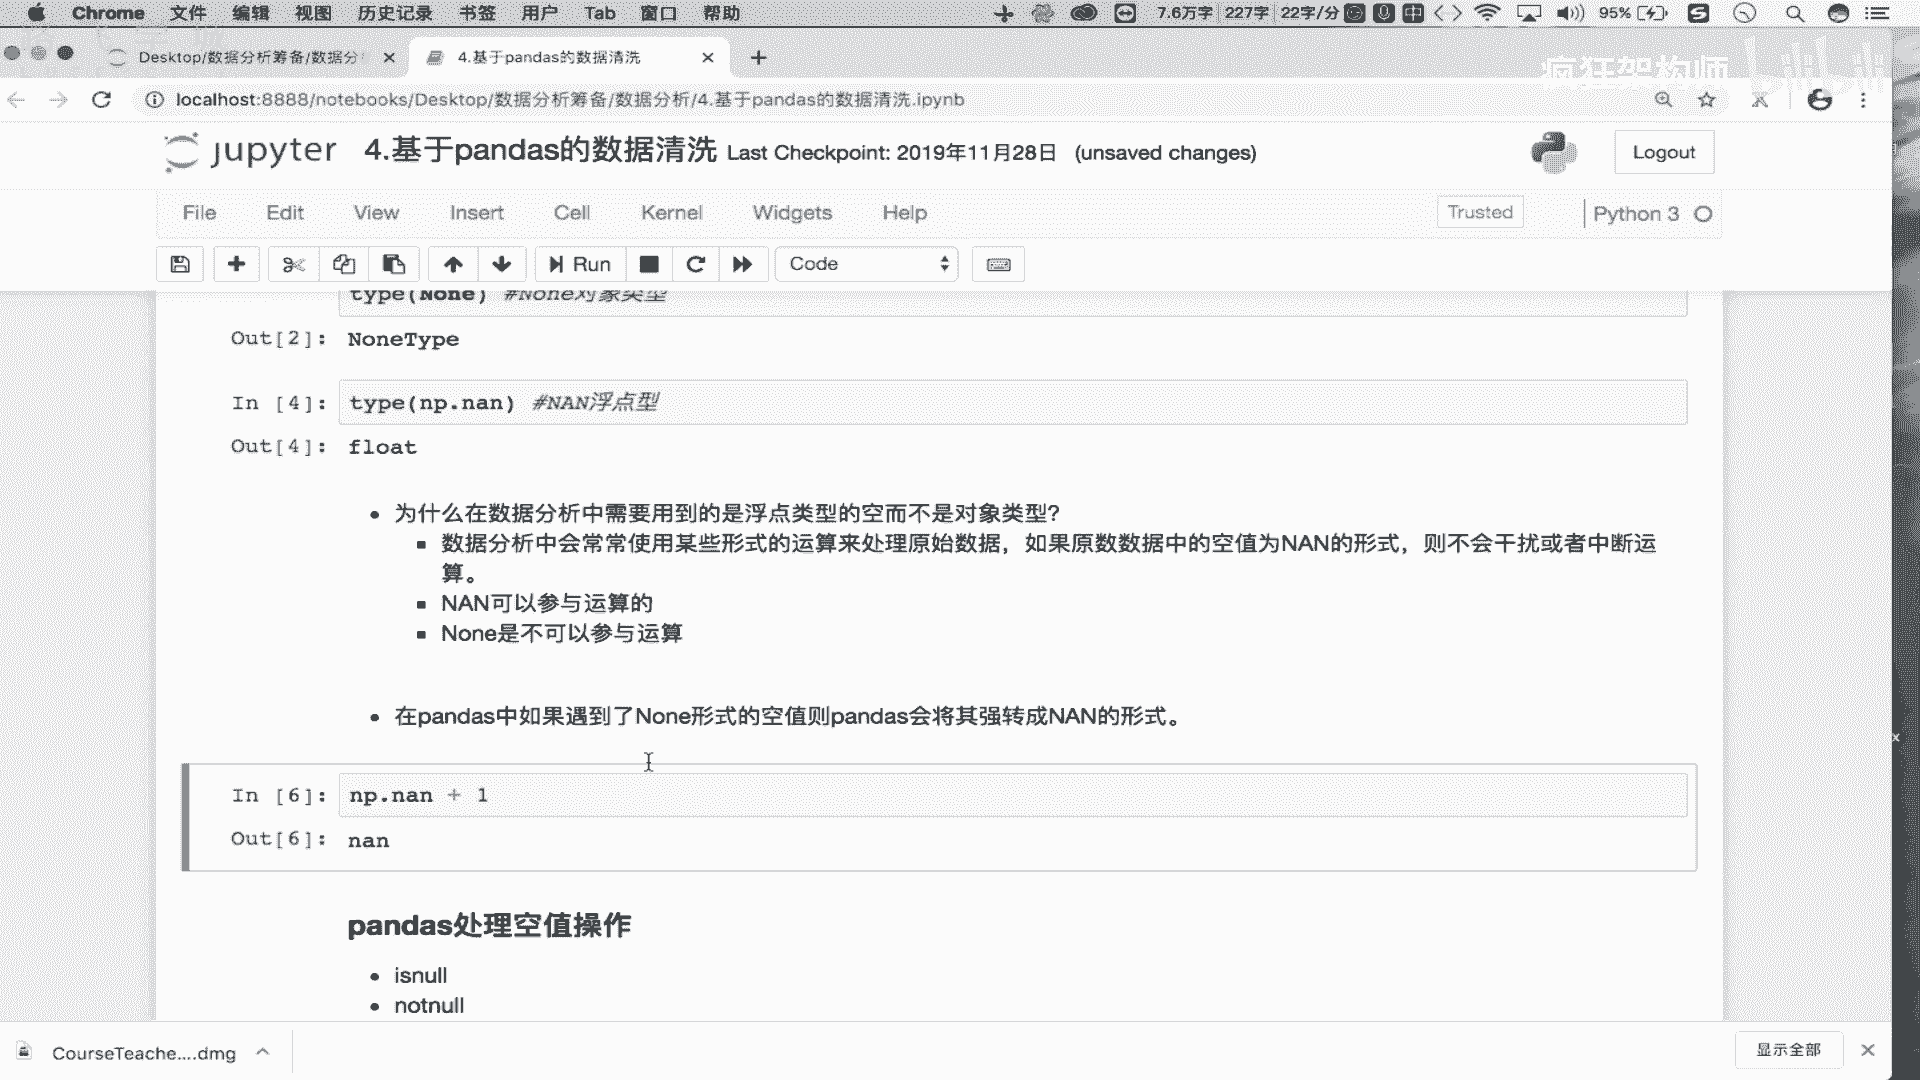 Chrome 文件 编辑 视图 历史记录 书签 用户 Tab 窗口 帮助 7.6万字 227字 22字/分 中 95%
Desktop/数据分析筹备/数据分 4.基于pandas的数据清洗
疯狂架构师 bilibili
localhost:8888/notebooks/Desktop/数据分析筹备/数据分析/4.基于pandas的数据清洗.ipynb
jupyter 4.基于pandas的数据清洗 Last Checkpoint: 2019年11月28日 (unsaved changes) Logout
File Edit View Insert Cell Kernel Widgets Help Trusted Python 3
Run Code
type(None) #None对象类型
Out[2]: NoneType
In [4]: type(np.nan) #NAN浮点型
Out[4]: float
为什么在数据分析中需要用到的是浮点类型的空而不是对象类型?
数据分析中会常常使用某些形式的运算来处理原始数据，如果原数数据中的空值为NAN的形式，则不会干扰或者中断运
算。
NAN可以参与运算的
None是不可以参与运算
在pandas中如果遇到了None形式的空值则pandas会将其强转成NAN的形式。
In [6]: np.nan + 1
Out[6]: nan
pandas处理空值操作
isnull
notnull
CourseTeache....dmg 显示全部